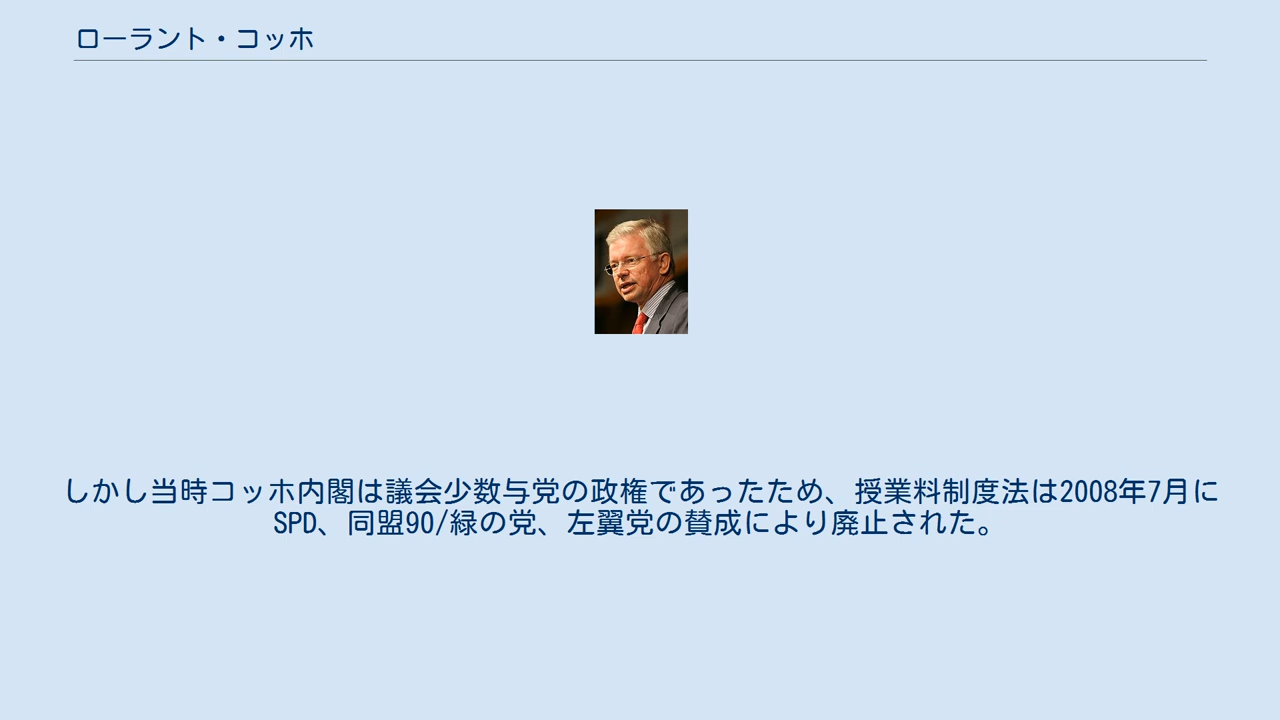 ローラント・コッホ
しかし当時コッホ内閣は議会少数与党の政権であったため、授業料制度法は2008年7月に
SPD、同盟90/緑の党、左翼党の賛成により廃止された。